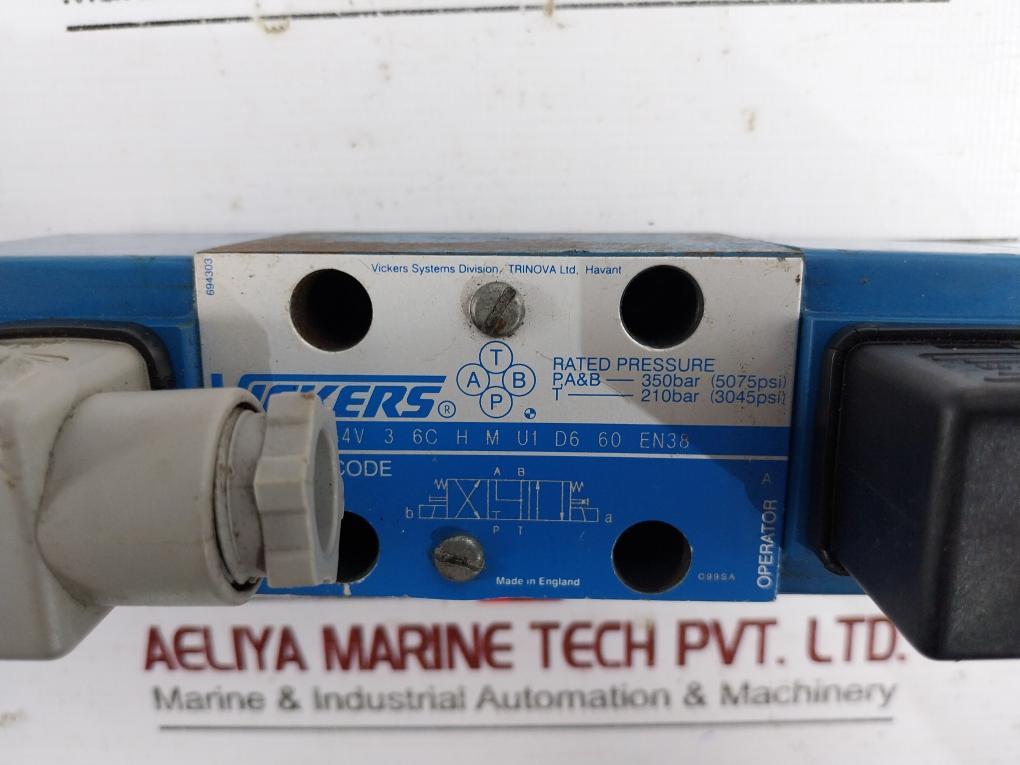 694303
Vickers Systems Division, TRINOVA Ltd, Havant
VICKERS ®
T
A B
P
RATED PRESSURE
P,A&B — 350bar (5075psi)
T — 210bar (3045psi)
4V 3 6C H M U1 D6 60 EN38
CODE
A B
b a
P T
T
A
OPERATOR
Made in England
C99SA
AELIYA MARINE TECH PVT. LTD.
Marine & Industrial Automation & Machinery